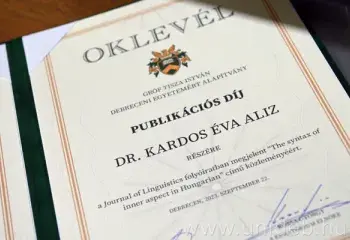 OKLEVÉL
GRÓF TISZA ISTVÁN
DEBRECENI EGYETEMÉRT ALAPÍTVÁNY
PUBLIKÁCIÓS DÍJ
DR. KARDOS ÉVA ALIZ
RÉSZÉRE
a Journal of Linguistics folyóiratban megjelent "The syntax of
inner aspect in Hungarian" című közleményéért.
DEBRECEN, 2023. SZEPTEMBER 22.
www.unideb.hu